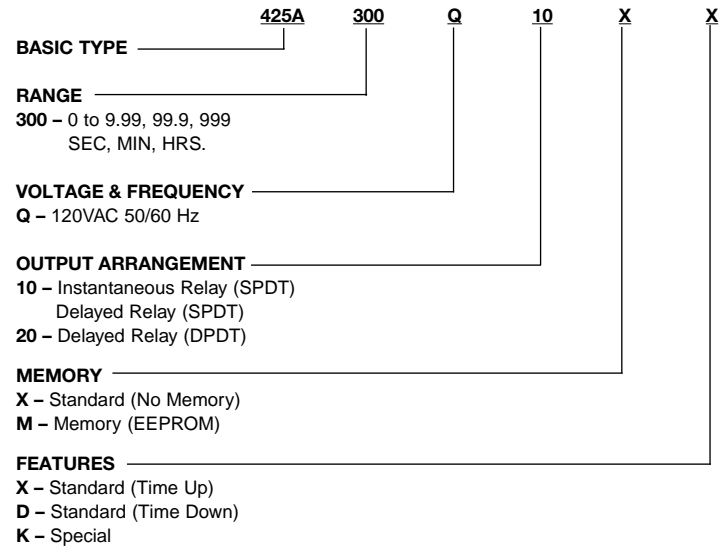 425A 300 Q 10 X X
BASIC TYPE
RANGE
300 – 0 to 9.99, 99.9, 999
SEC, MIN, HRS.
VOLTAGE & FREQUENCY
Q – 120VAC 50/60 Hz
OUTPUT ARRANGEMENT
10 – Instantaneous Relay (SPDT)
Delayed Relay (SPDT)
20 – Delayed Relay (DPDT)
MEMORY
X – Standard (No Memory)
M – Memory (EEPROM)
FEATURES
X – Standard (Time Up)
D – Standard (Time Down)
K – Special